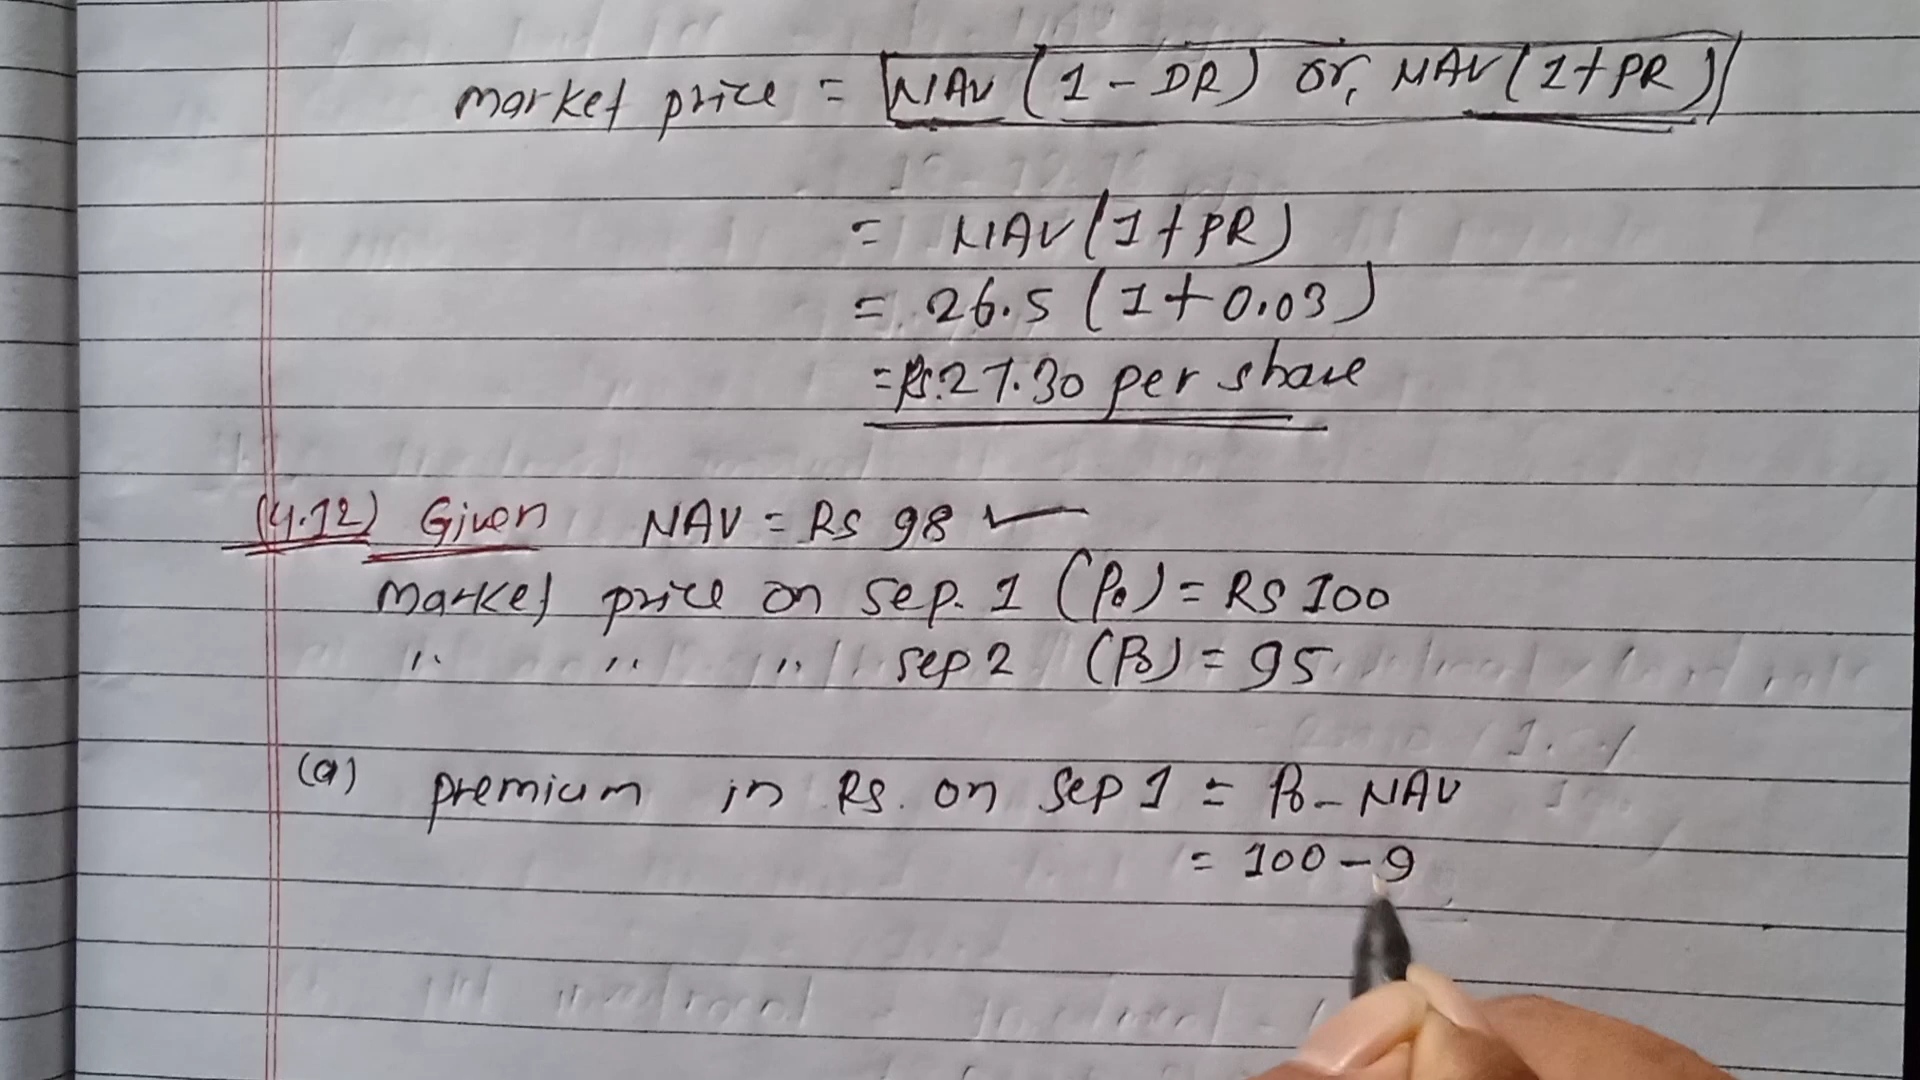 market price = NAV (1 - DR) or, NAV (1 + PR)
= NAV (1 + PR)
= 26.5 (1 + 0.03)
= Rs. 27.30 per share
(4.12) Given NAV = Rs 98 ✓
Market price on sep. 1 (P0) = RS 100
" " " sep 2 (P0) = 95
(a) premium in RS. on Sep 1 = P0 - NAV
= 100 - 9